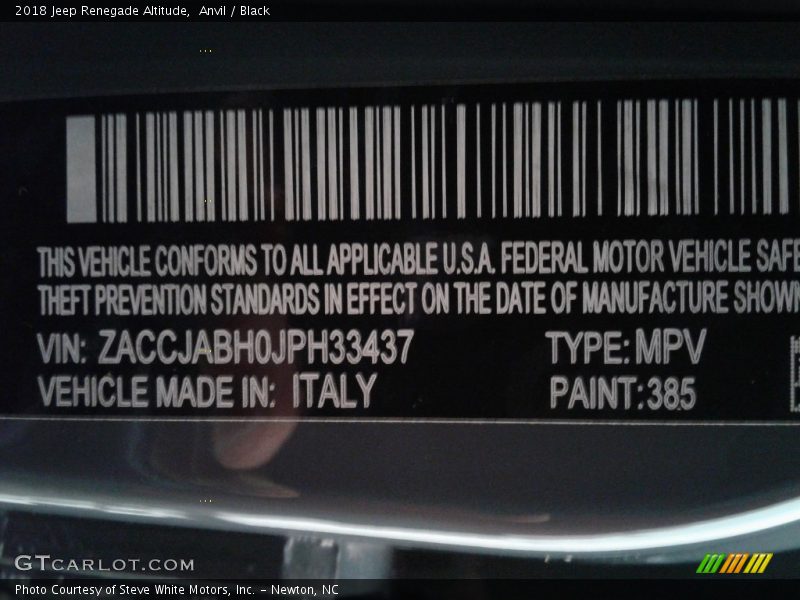 2018 Jeep Renegade Altitude,  Anvil / Black
THIS VEHICLE CONFORMS TO ALL APPLICABLE U.S.A. FEDERAL MOTOR VEHICLE SAFE
THEFT PREVENTION STANDARDS IN EFFECT ON THE DATE OF MANUFACTURE SHOWN
VIN: ZACCJABH0JPH33437 TYPE: MPV
VEHICLE MADE IN: ITALY PAINT: 385
GTCARLOT.COM
Photo Courtesy of Steve White Motors, Inc. – Newton, NC